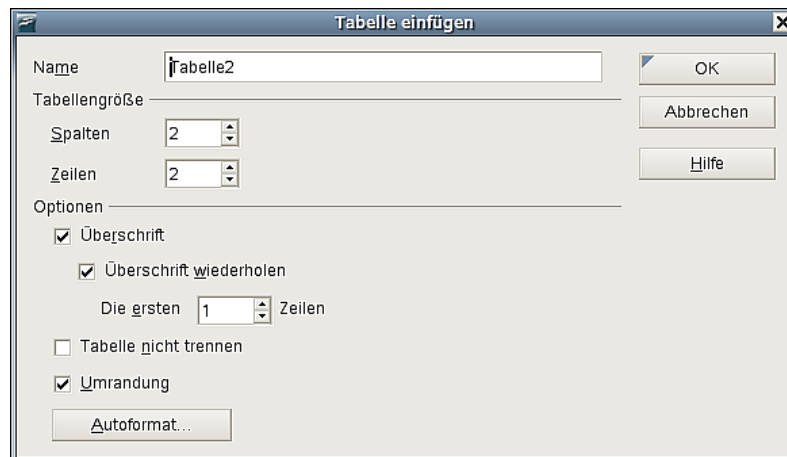 Tabelle einfügen
Name Tabelle2
OK
Tabellengröße
Abbrechen
Spalten 2
Hilfe
Zeilen 2
Optionen
Überschrift
Überschrift wiederholen
Die ersten 1 Zeilen
Tabelle nicht trennen
Umrandung
Autoformat...